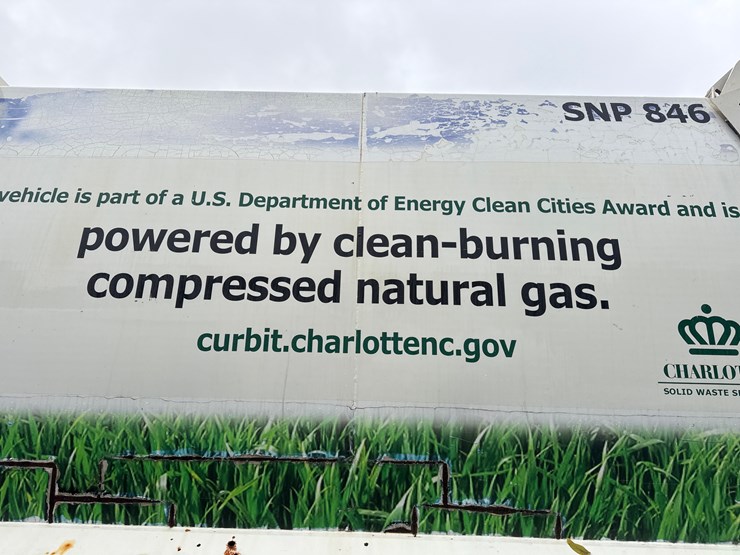 SNP 846
vehicle is part of a U.S. Department of Energy Clean Cities Award and is
powered by clean-burning
compressed natural gas.
curbit.charlottenc.gov
CHARLOT
SOLID WASTE S